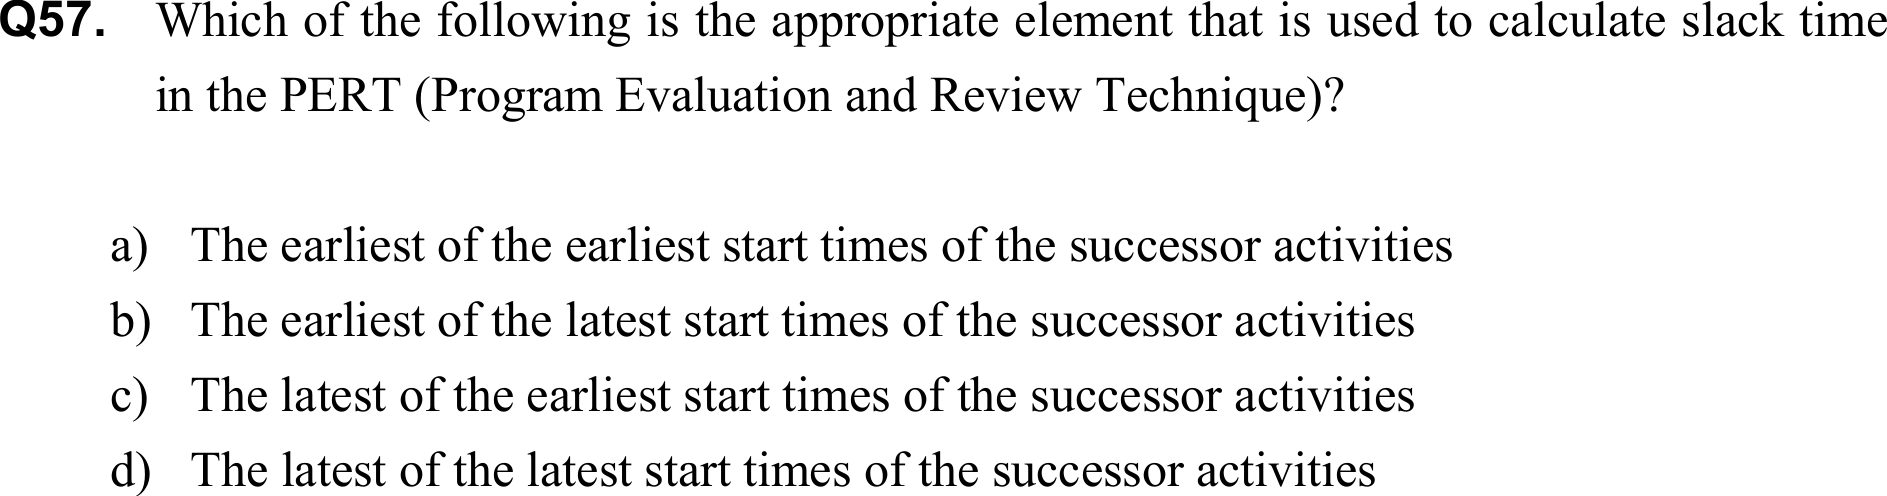 Q57. Which of the following is the appropriate element that is used to calculate slack time
in the PERT (Program Evaluation and Review Technique)?
a) The earliest of the earliest start times of the successor activities
b) The earliest of the latest start times of the successor activities
c) The latest of the earliest start times of the successor activities
d) The latest of the latest start times of the successor activities